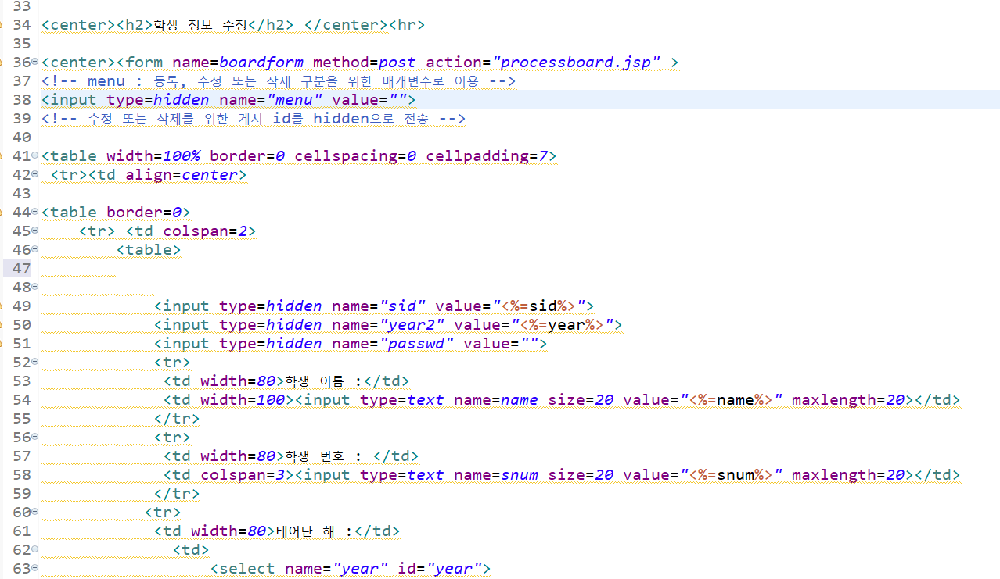 33
34 <center><h2>학생 정보 수정</h2> </center><hr>
35
36 <center><form name=boardform method=post action="processboard.jsp" >
37 <!-- menu : 등록, 수정 또는 삭제 구분을 위한 매개변수로 이용 -->
38 <input type=hidden name="menu" value="">
39 <!-- 수정 또는 삭제를 위한 게시 id를 hidden으로 전송 -->
40
41 <table width=100% border=0 cellspacing=0 cellpadding=7>
42 <tr><td align=center>
43
44 <table border=0>
45 <tr> <td colspan=2>
46 <table>
47
48
49 <input type=hidden name="sid" value="<%=sid%>">
50 <input type=hidden name="year2" value="<%=year%>">
51 <input type=hidden name="passwd" value="">
52 <tr>
53 <td width=80>학생 이름 :</td>
54 <td width=100><input type=text name=name size=20 value="<%=name%>" maxlength=20></td>
55 </tr>
56 <tr>
57 <td width=80>학생 번호 : </td>
58 <td colspan=3><input type=text name=snum size=20 value="<%=snum%>" maxlength=20></td>
59 </tr>
60 <tr>
61 <td width=80>태어난 해 :</td>
62 <td>
63 <select name="year" id="year">